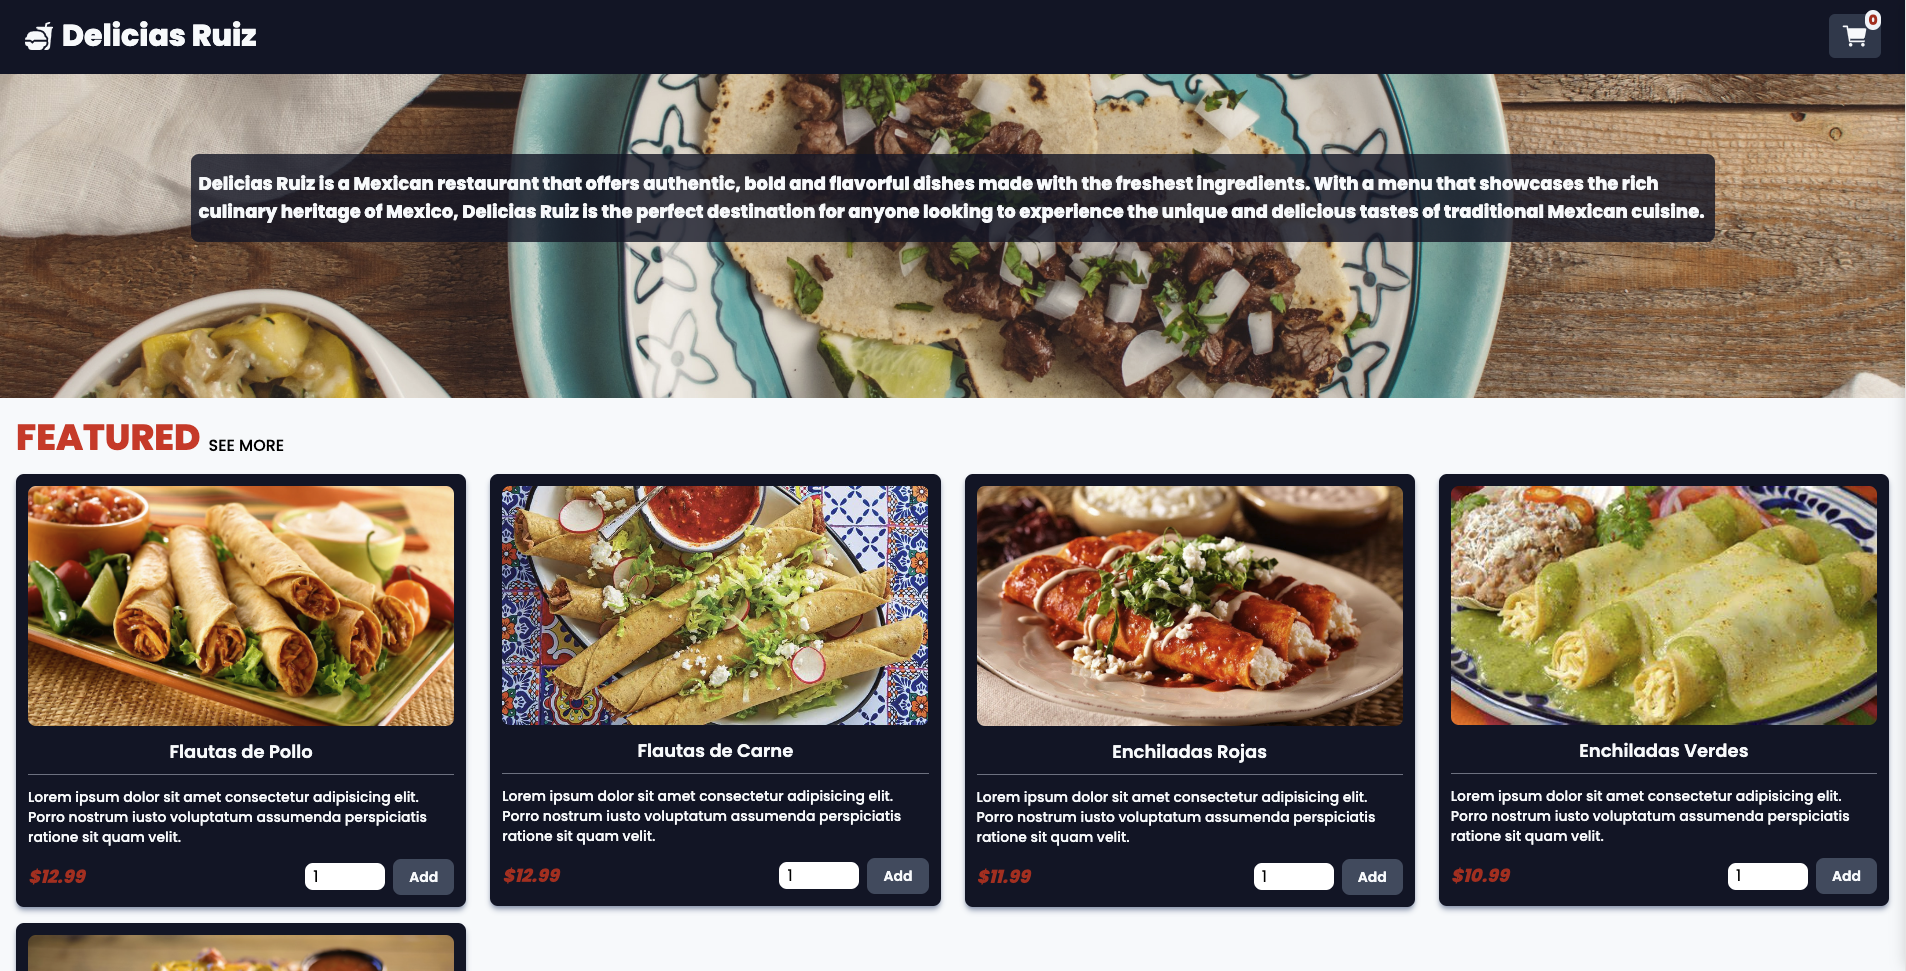 Delicias Ruiz
0
Delicias Ruiz is a Mexican restaurant that offers authentic, bold and flavorful dishes made with the freshest ingredients. With a menu that showcases the rich
culinary heritage of Mexico, Delicias Ruiz is the perfect destination for anyone looking to experience the unique and delicious tastes of traditional Mexican cuisine.
FEATURED SEE MORE
Flautas de Pollo
Lorem ipsum dolor sit amet consectetur adipisicing elit.
Porro nostrum iusto voluptatum assumenda perspiciatis
ratione sit quam velit.
$12.99 1 Add
Flautas de Carne
Lorem ipsum dolor sit amet consectetur adipisicing elit.
Porro nostrum iusto voluptatum assumenda perspiciatis
ratione sit quam velit.
$12.99 1 Add
Enchiladas Rojas
Lorem ipsum dolor sit amet consectetur adipisicing elit.
Porro nostrum iusto voluptatum assumenda perspiciatis
ratione sit quam velit.
$11.99 1 Add
Enchiladas Verdes
Lorem ipsum dolor sit amet consectetur adipisicing elit.
Porro nostrum iusto voluptatum assumenda perspiciatis
ratione sit quam velit.
$10.99 1 Add